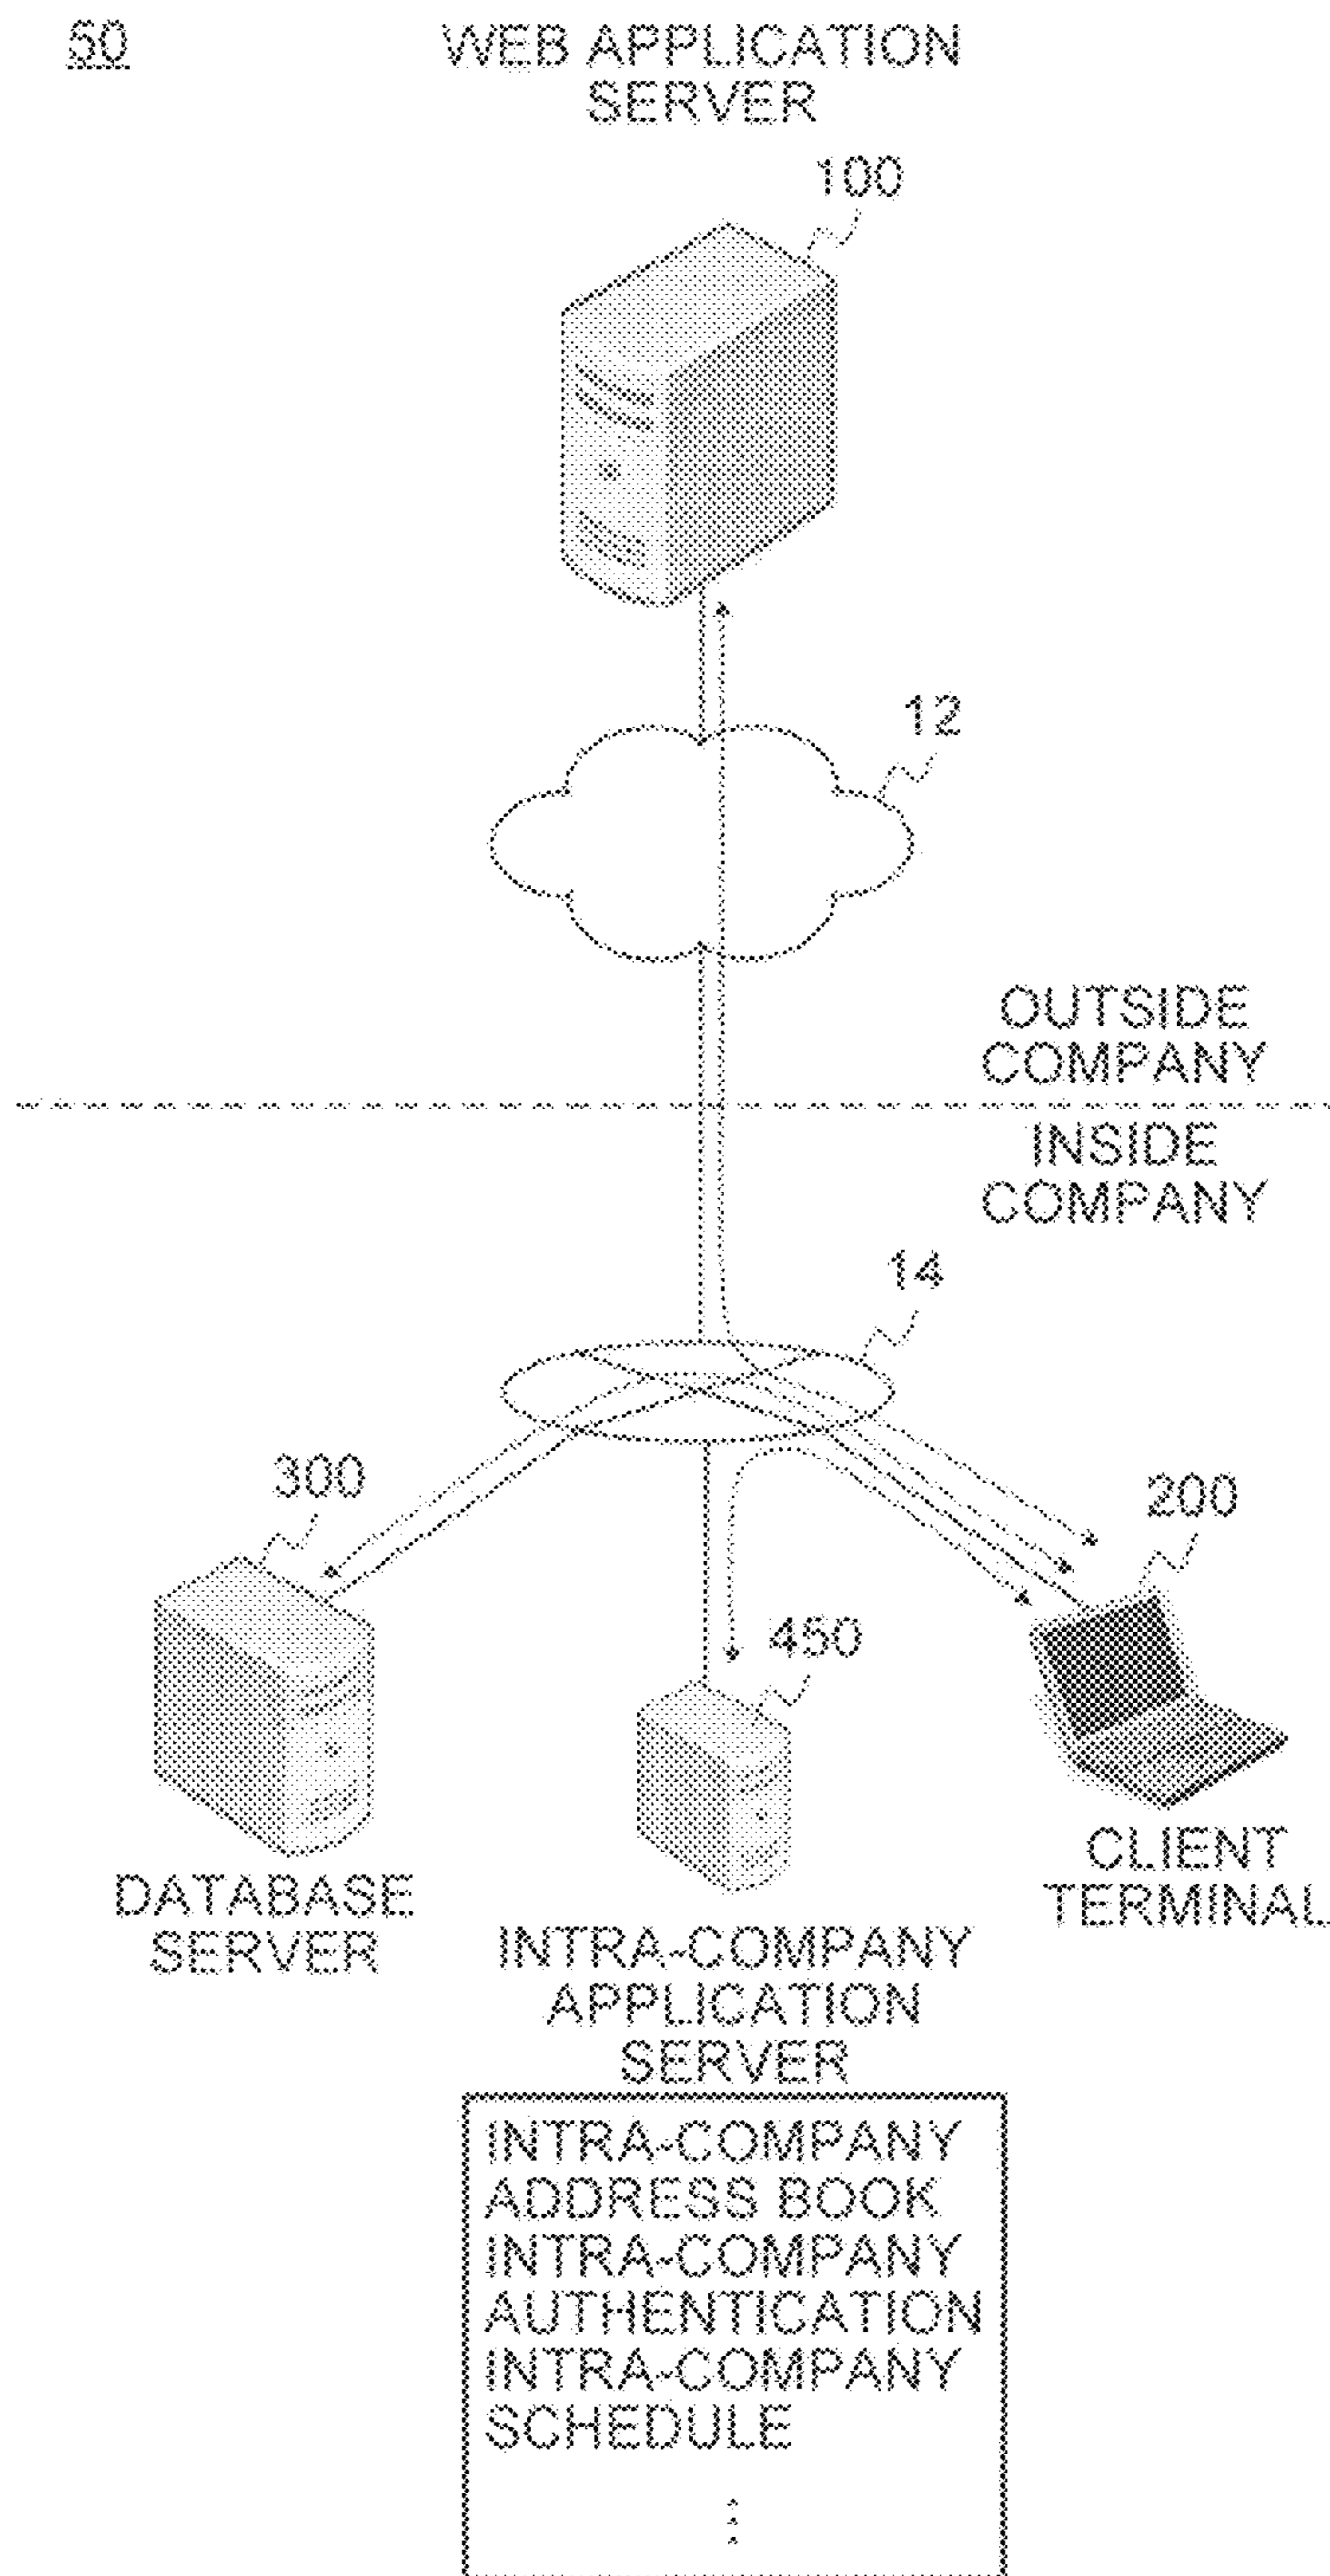 50
WEB APPLICATION
SERVER
100
12
OUTSIDE
COMPANY
INSIDE
COMPANY
14
300
200
450
CLIENT
TERMINAL
DATABASE
SERVER
INTRA-COMPANY
APPLICATION
SERVER
INTRA-COMPANY
ADDRESS BOOK
INTRA-COMPANY
AUTHENTICATION
INTRA-COMPANY
SCHEDULE
⋮